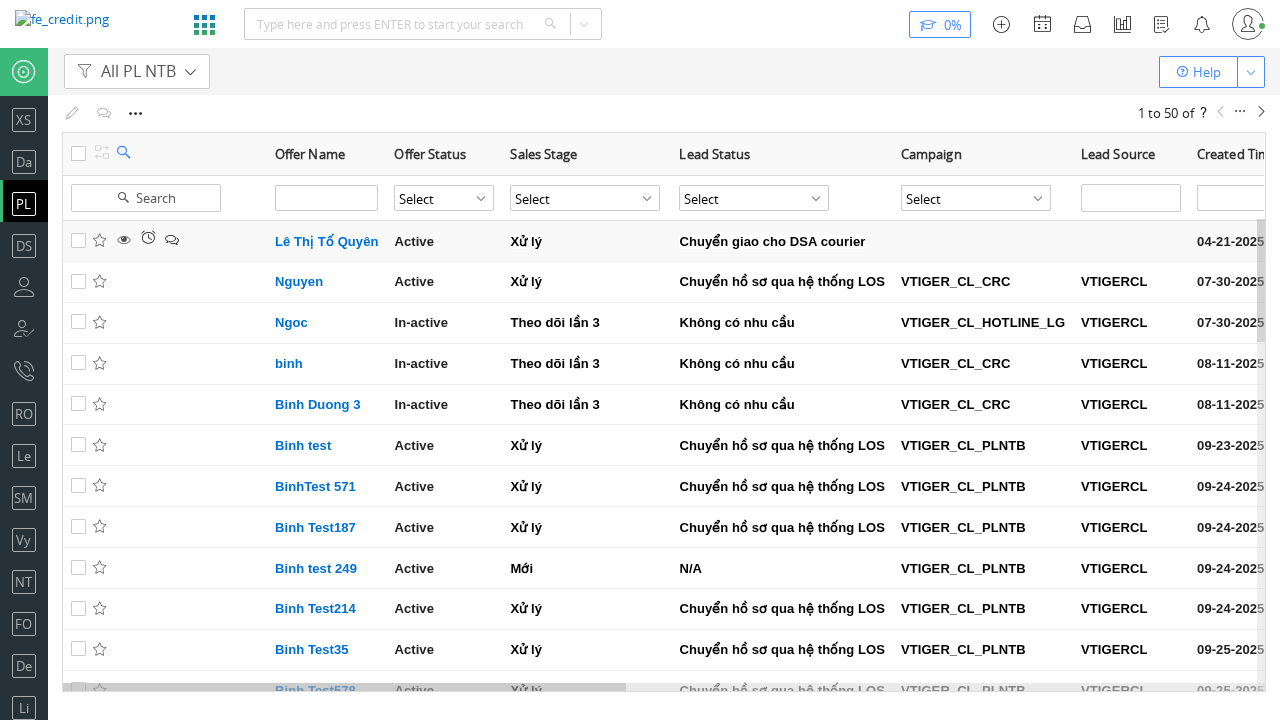 fe_credit.png
Type here and press ENTER to start your search
0%
All PL NTB
Help
1 to 50 of ?
XS
Da
PL
DS
RO
Le
SM
Vy
NT
FO
De
Li
Offer Name Offer Status Sales Stage Lead Status Campaign Lead Source Created Tim
Search Select Select Select Select
Lê Thị Tố Quyên Active Xử lý Chuyển giao cho DSA courier 04-21-2025
Nguyen Active Xử lý Chuyển hồ sơ qua hệ thống LOS VTIGER_CL_CRC VTIGERCL 07-30-2025
Ngoc In-active Theo dõi lần 3 Không có nhu cầu VTIGER_CL_HOTLINE_LG VTIGERCL 07-30-2025
binh In-active Theo dõi lần 3 Không có nhu cầu VTIGER_CL_CRC VTIGERCL 08-11-2025
Binh Duong 3 In-active Theo dõi lần 3 Không có nhu cầu VTIGER_CL_CRC VTIGERCL 08-11-2025
Binh test Active Xử lý Chuyển hồ sơ qua hệ thống LOS VTIGER_CL_PLNTB VTIGERCL 09-23-2025
BinhTest 571 Active Xử lý Chuyển hồ sơ qua hệ thống LOS VTIGER_CL_PLNTB VTIGERCL 09-24-2025
Binh Test187 Active Xử lý Chuyển hồ sơ qua hệ thống LOS VTIGER_CL_PLNTB VTIGERCL 09-24-2025
Binh test 249 Active Mới N/A VTIGER_CL_PLNTB VTIGERCL 09-24-2025
Binh Test214 Active Xử lý Chuyển hồ sơ qua hệ thống LOS VTIGER_CL_PLNTB VTIGERCL 09-24-2025
Binh Test35 Active Xử lý Chuyển hồ sơ qua hệ thống LOS VTIGER_CL_PLNTB VTIGERCL 09-25-2025
Binh Test578 Active Xử lý Chuyển hồ sơ qua hệ thống LOS VTIGER_CL_PLNTB VTIGERCL 09-25-2025